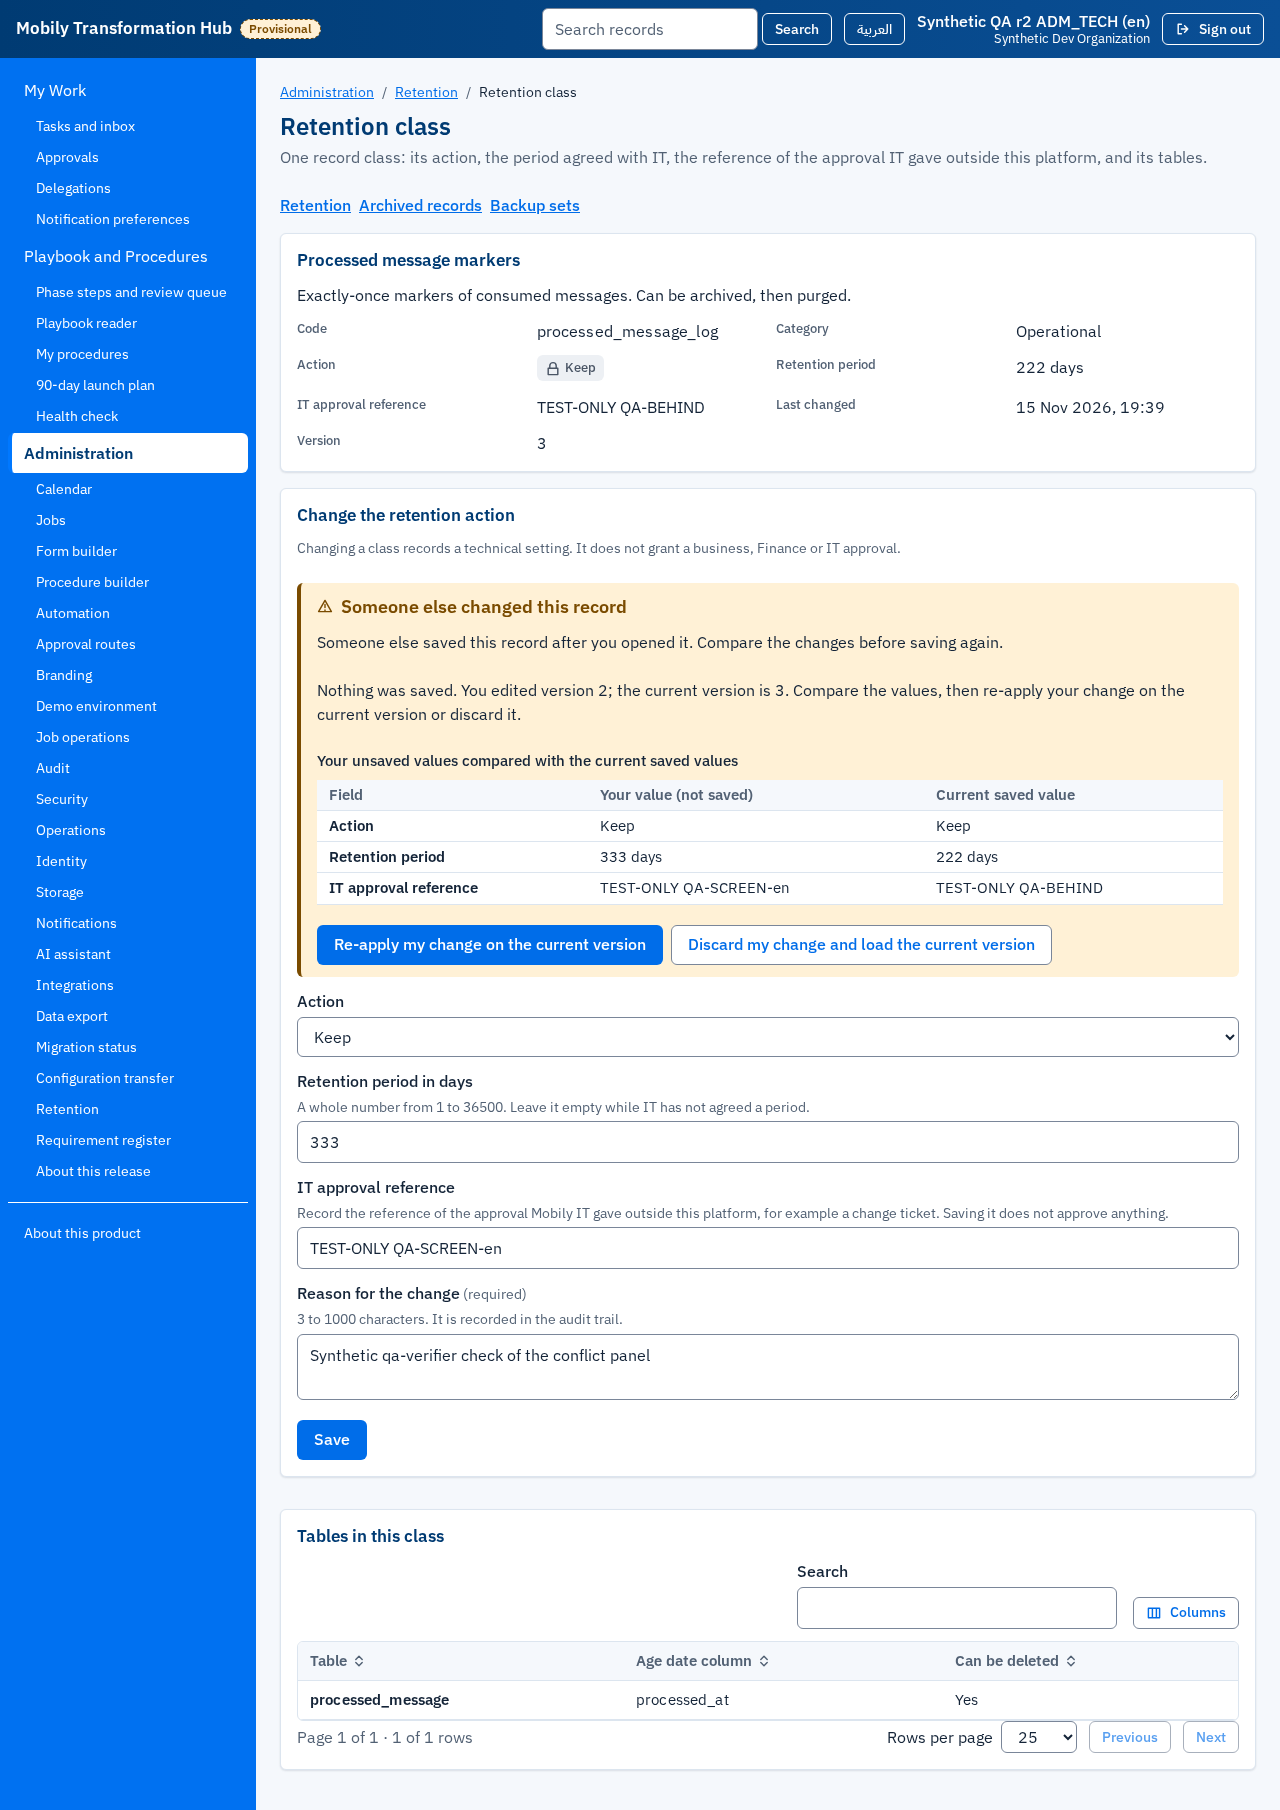 Mobily Transformation Hub Provisional Search records Search العربية Synthetic QA r2 ADM_TECH (en) Sign out
Synthetic Dev Organization
My Work
Tasks and inbox
Approvals
Delegations
Notification preferences
Playbook and Procedures
Phase steps and review queue
Playbook reader
My procedures
90-day launch plan
Health check
Administration
Calendar
Jobs
Form builder
Procedure builder
Automation
Approval routes
Branding
Demo environment
Job operations
Audit
Security
Operations
Identity
Storage
Notifications
AI assistant
Integrations
Data export
Migration status
Configuration transfer
Retention
Requirement register
About this release
About this product
Administration / Retention / Retention class
Retention class
One record class: its action, the period agreed with IT, the reference of the approval IT gave outside this platform, and its tables.
Retention Archived records Backup sets
Processed message markers
Exactly-once markers of consumed messages. Can be archived, then purged.
Code processed_message_log Category Operational
Action Keep Retention period 222 days
IT approval reference TEST-ONLY QA-BEHIND Last changed 15 Nov 2026, 19:39
Version 3
Change the retention action
Changing a class records a technical setting. It does not grant a business, Finance or IT approval.
Someone else changed this record
Someone else saved this record after you opened it. Compare the changes before saving again.
Nothing was saved. You edited version 2; the current version is 3. Compare the values, then re-apply your change on the
current version or discard it.
Your unsaved values compared with the current saved values
Field Your value (not saved) Current saved value
Action Keep Keep
Retention period 333 days 222 days
IT approval reference TEST-ONLY QA-SCREEN-en TEST-ONLY QA-BEHIND
Re-apply my change on the current version Discard my change and load the current version
Action
Keep
Retention period in days
A whole number from 1 to 36500. Leave it empty while IT has not agreed a period.
333
IT approval reference
Record the reference of the approval Mobily IT gave outside this platform, for example a change ticket. Saving it does not approve anything.
TEST-ONLY QA-SCREEN-en
Reason for the change (required)
3 to 1000 characters. It is recorded in the audit trail.
Synthetic qa-verifier check of the conflict panel
Save
Tables in this class
Search
Columns
Table Age date column Can be deleted
processed_message processed_at Yes
Page 1 of 1 · 1 of 1 rows Rows per page 25 Previous Next